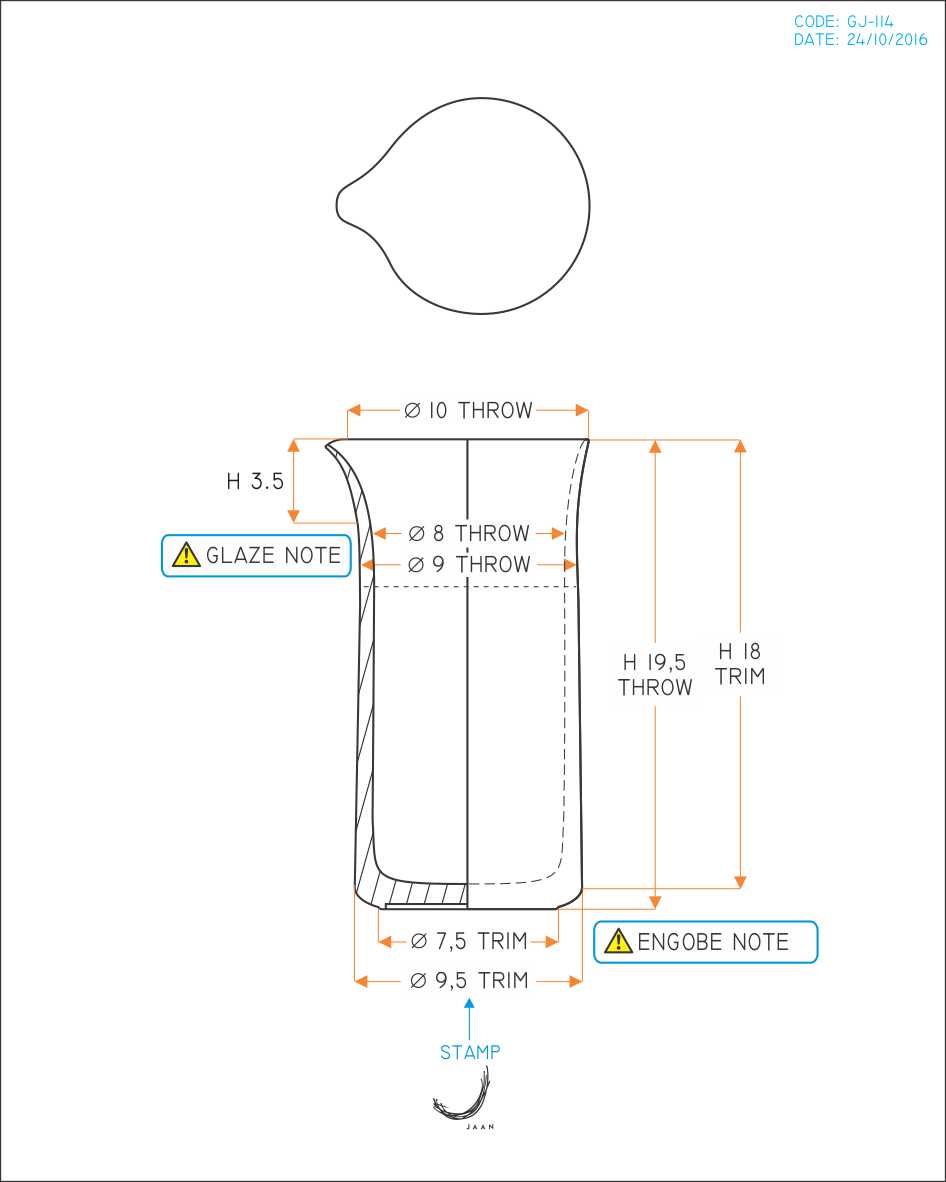 CODE: GJ-114
DATE: 24/10/2016
Ø 10 THROW
H 3.5
Ø 8 THROW
GLAZE NOTE
Ø 9 THROW
H 19,5
THROW
H 18
TRIM
Ø 7,5 TRIM
ENGOBE NOTE
Ø 9,5 TRIM
STAMP
JAAN